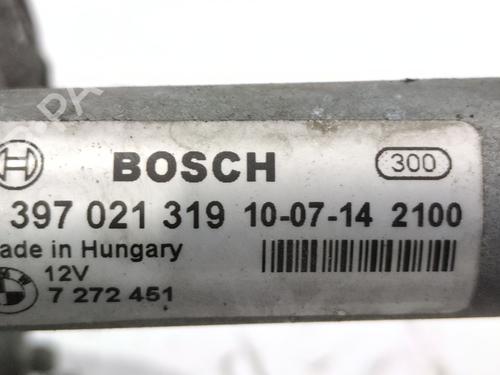 BOSCH 300
397 021 319 10-07-14 2100
ade in Hungary
12V
7 272 451